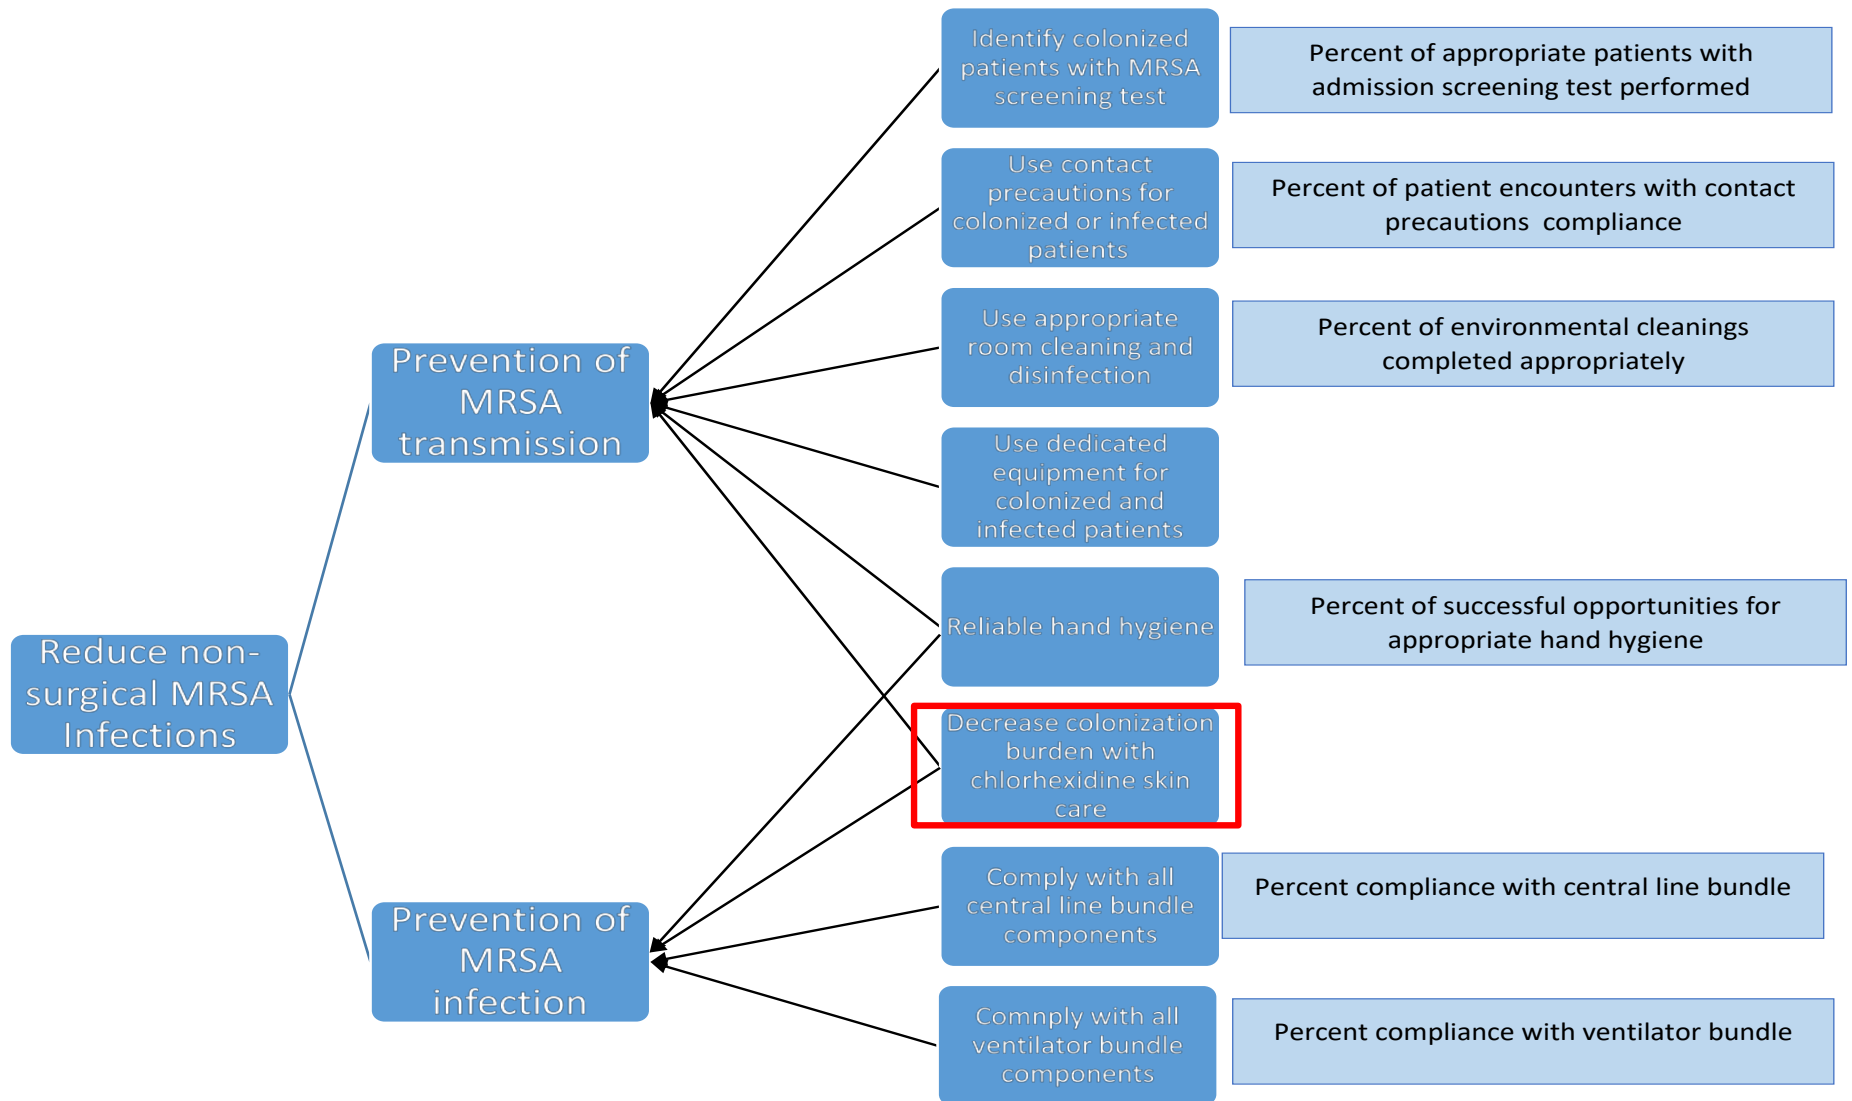 Identify colonized
patients with MRSA
screening test
Percent of appropriate patients with
admission screening test performed
Use contact
precautions for
colonized or infected
patients
Percent of patient encounters with contact
precautions  compliance
Use appropriate
room cleaning and
disinfection
Percent of environmental cleanings
completed appropriately
Prevention of
MRSA
transmission
Use dedicated
equipment for
colonized and
infected patients
Reliable hand hygiene
Percent of successful opportunities for
appropriate hand hygiene
Reduce non-
surgical MRSA
Infections
Decrease colonization
burden with
chlorhexidine skin
care
Comply with all
central line bundle
components
Percent compliance with central line bundle
Prevention of
MRSA
infection
Comnply with all
ventilator bundle
components
Percent compliance with ventilator bundle